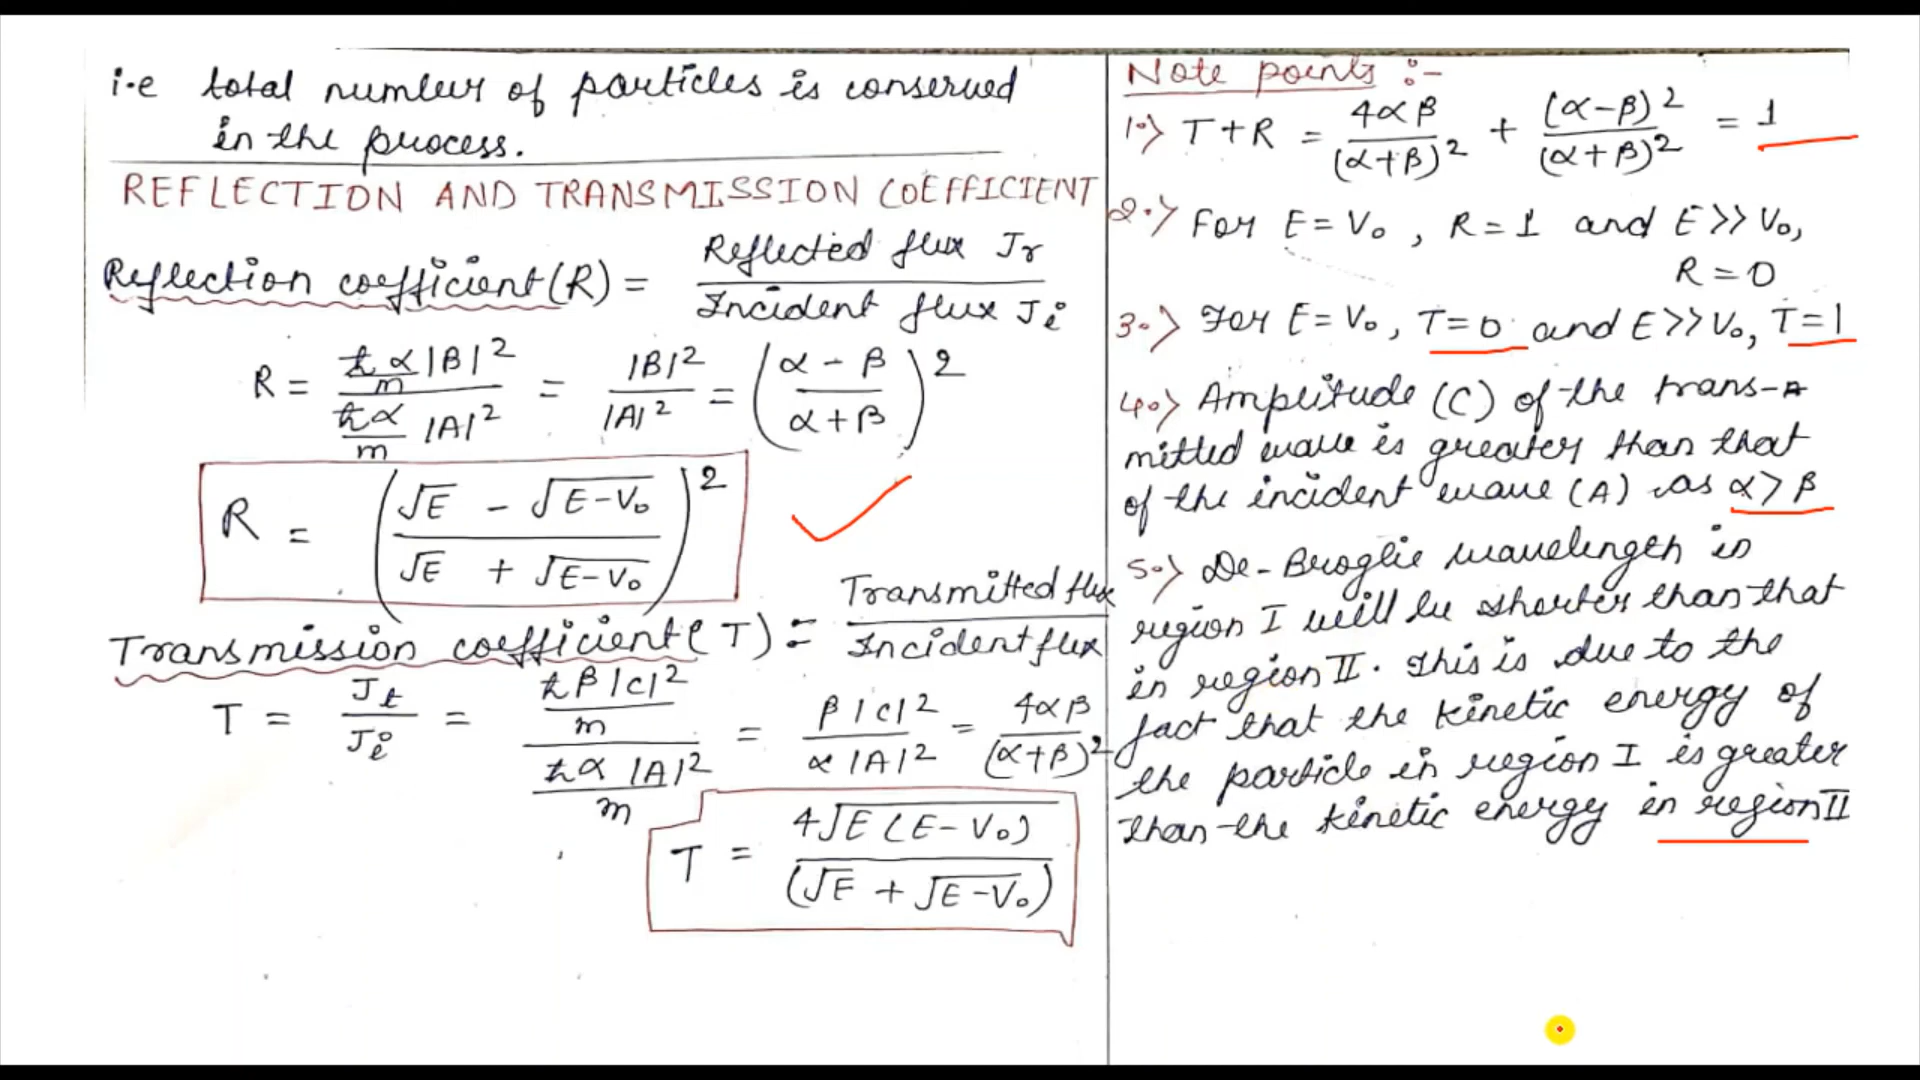 i.e total number of particles is conserved
in the process.
REFLECTION AND TRANSMISSION COEFFICIENT
Reflection coefficient (R) = Reflected flux Jr / Incident flux Ji
R = (ħα/m |B|²) / (ħα/m |A|²) = |B|² / |A|² = ((α - β) / (α + β))²
R = ((√E - √E-V₀) / (√E + √E-V₀))²
Transmission coefficient (T) = Transmitted flux / Incident flux
T = Jt / Ji = (ħβ|C|² / m) / (ħα|A|² / m) = β|C|² / α|A|² = 4αβ / (α+β)²
T = 4√E(E-V₀) / (√E + √E-V₀)
Note points :-
1.) T+R = 4αβ / (α+β)² + (α-β)² / (α+β)² = 1
2.) For E = V₀, R = 1 and E >> V₀,
R = 0
3.) For E = V₀, T = 0 and E >> V₀, T = 1
4.) Amplitude (C) of the trans-
mitted wave is greater than that
of the incident wave (A) as α > β
5.) De-Broglie wavelength in
region I will be shorter than that
in region II. This is due to the
fact that the kinetic energy of
the particle in region I is greater
than the kinetic energy in region II